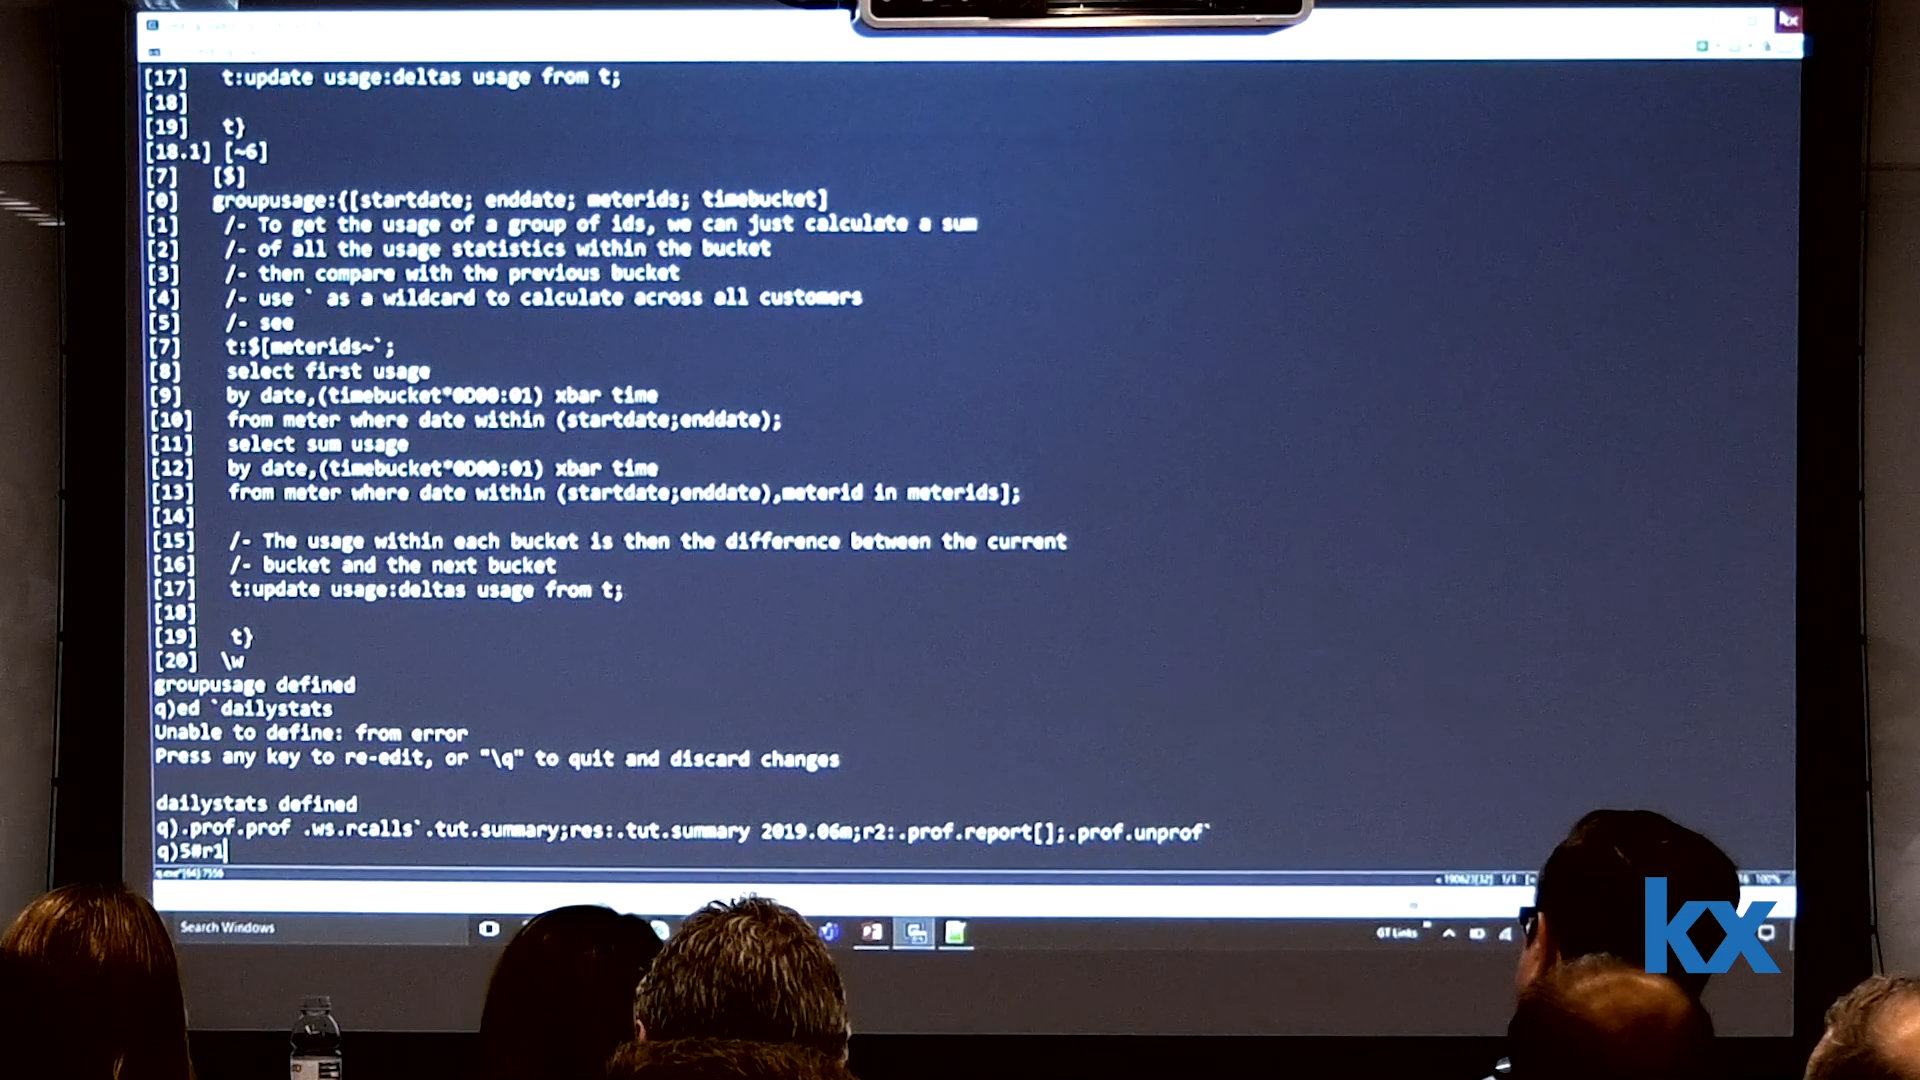 [17] t:update usage:deltas usage from t;
[18]
[19] t}
[18.1] [~6]
[7] [$]
[0] groupusage:{[startdate; enddate; meterids; timebucket]
[1] /- To get the usage of a group of ids, we can just calculate a sum
[2] /- of all the usage statistics within the bucket
[3] /- then compare with the previous bucket
[4] /- use ` as a wildcard to calculate across all customers
[5] /- see
[7] t:$[meterids~`;
[8] select first usage
[9] by date,(timebucket*0D00:01) xbar time
[10] from meter where date within (startdate;enddate);
[11] select sum usage
[12] by date,(timebucket*0D00:01) xbar time
[13] from meter where date within (startdate;enddate),meterid in meterids];
[14]
[15] /- The usage within each bucket is then the difference between the current
[16] /- bucket and the next bucket
[17] t:update usage:deltas usage from t;
[18]
[19] t}
[20] \w
groupusage defined
q)ed `dailystats
Unable to define: from error
Press any key to re-edit, or "\q" to quit and discard changes
dailystats defined
q).prof.prof .ws.rcalls`.tut.summary;res:.tut.summary 2019.06m;r2:.prof.report[];.prof.unprof`
q)5#r1
q.exe*[64]:7556
1/1
100%
Search Windows
GT Links
kx
kx